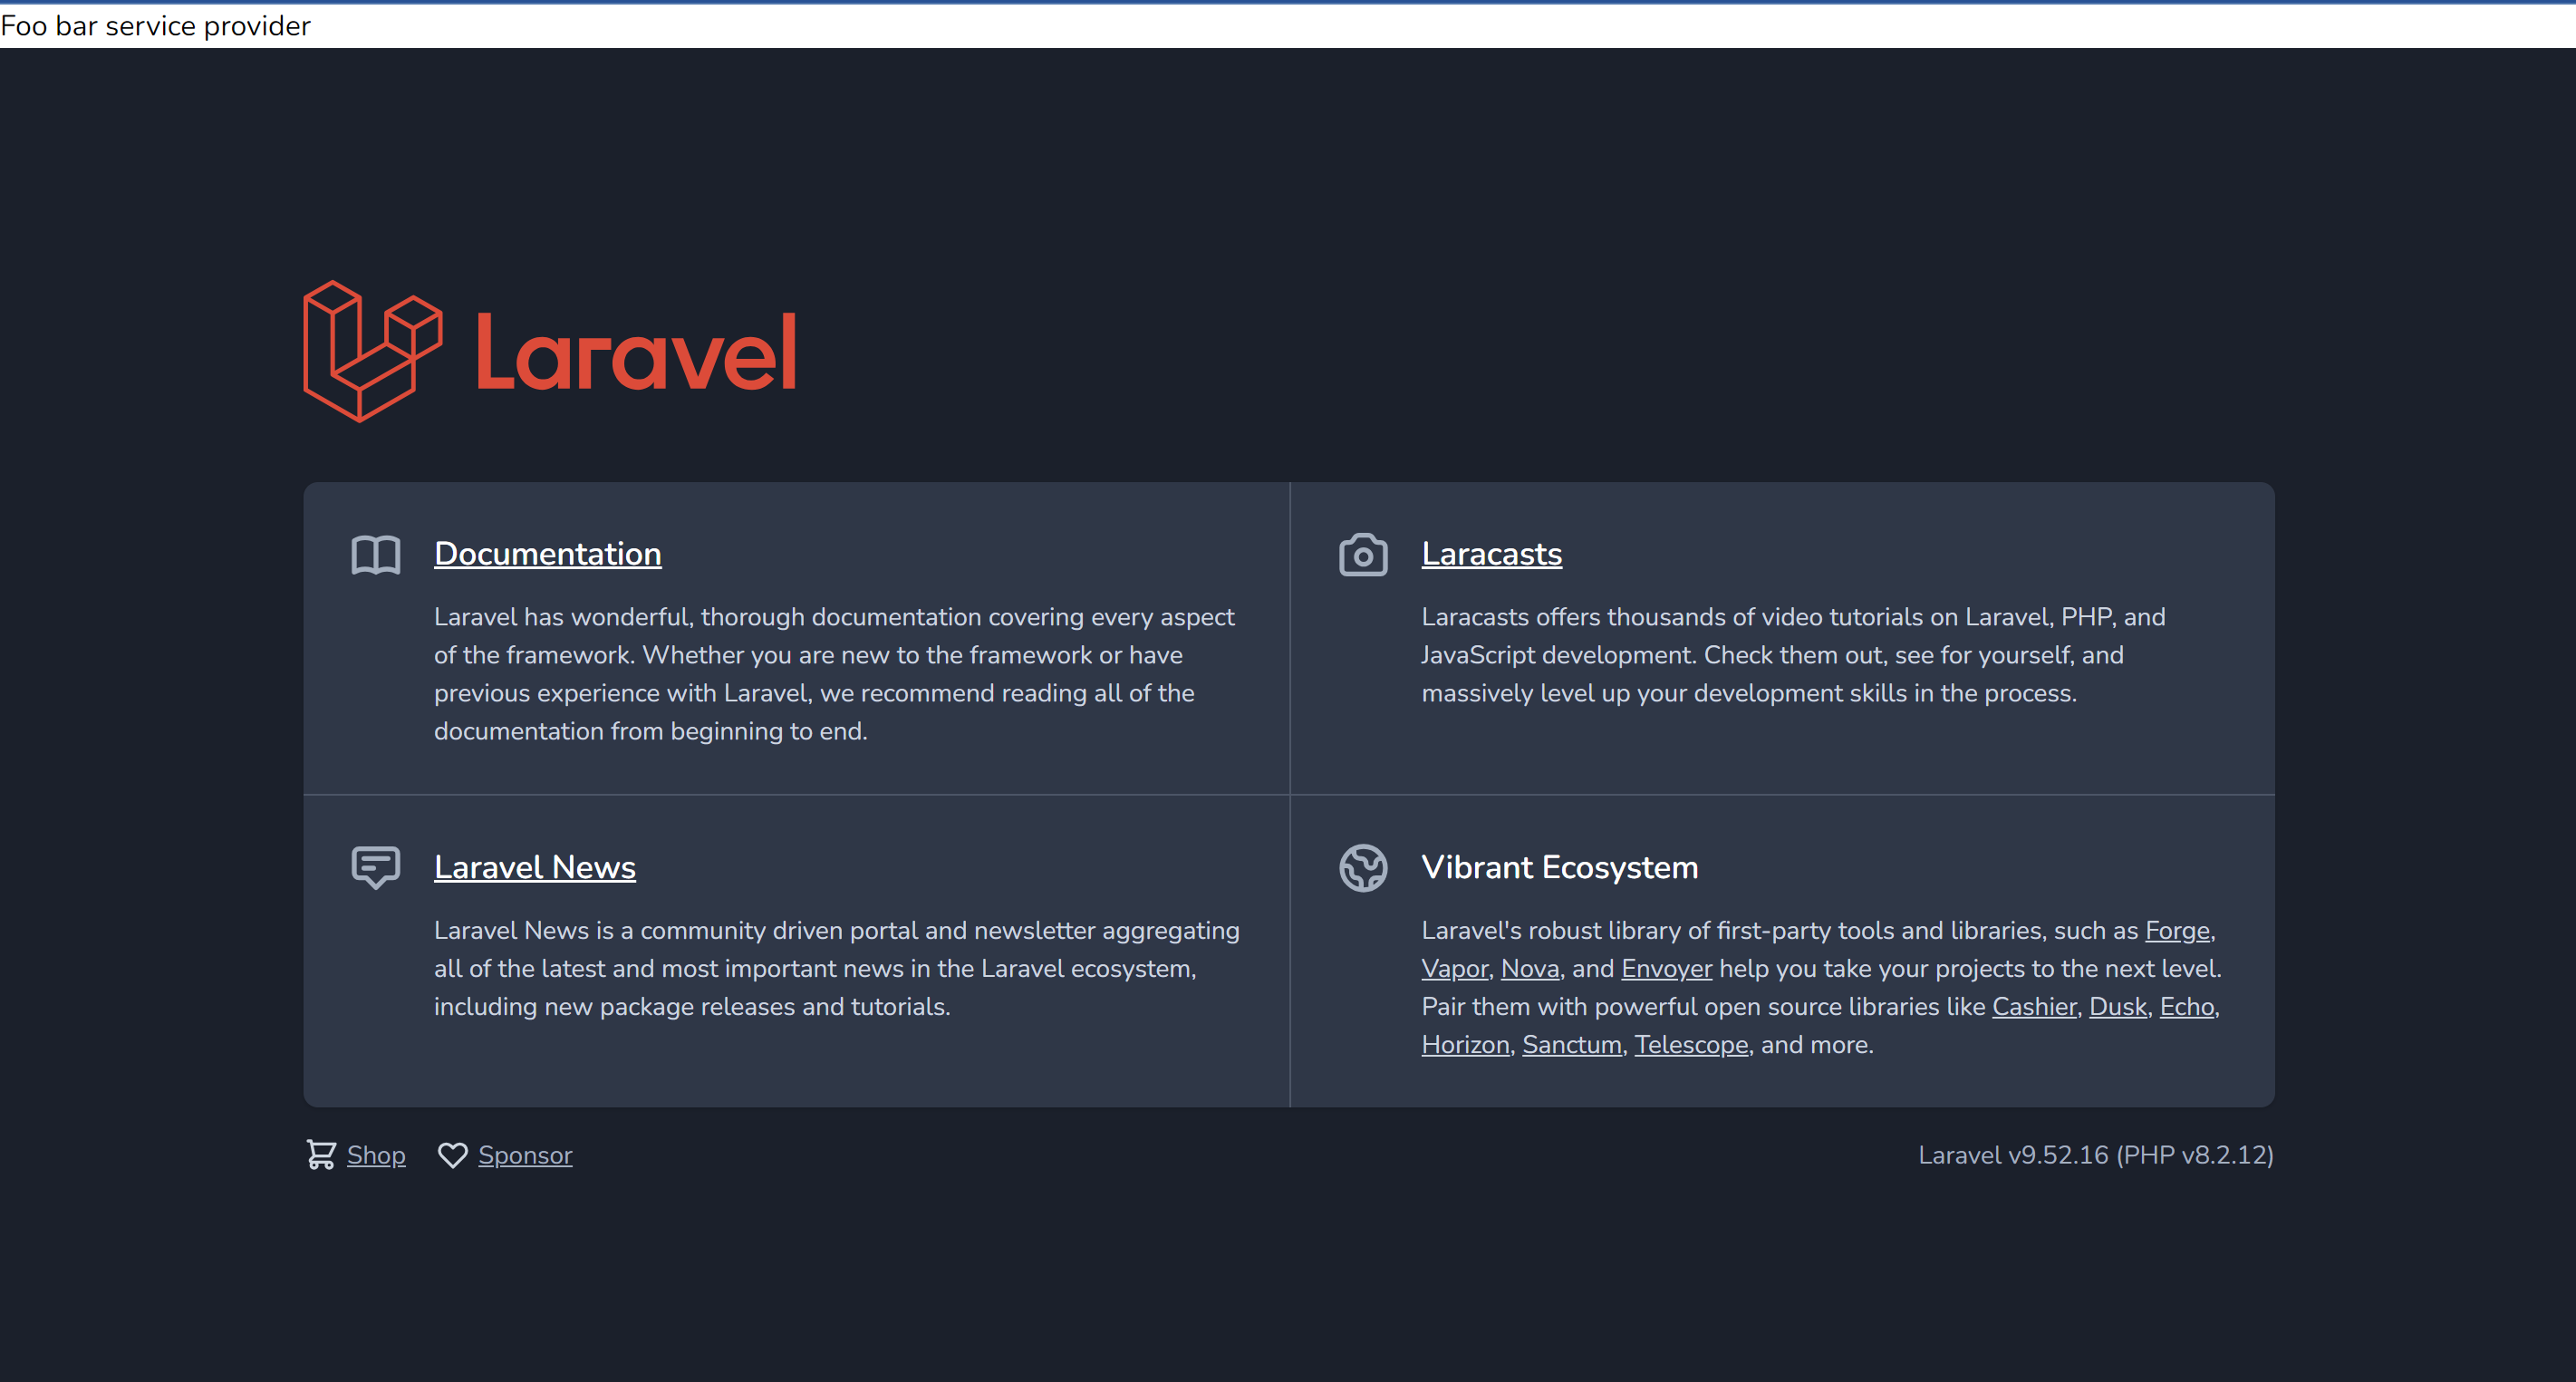 Foo bar service provider
Laravel
Documentation
Laravel has wonderful, thorough documentation covering every aspect
of the framework. Whether you are new to the framework or have
previous experience with Laravel, we recommend reading all of the
documentation from beginning to end.
Laracasts
Laracasts offers thousands of video tutorials on Laravel, PHP, and
JavaScript development. Check them out, see for yourself, and
massively level up your development skills in the process.
Laravel News
Laravel News is a community driven portal and newsletter aggregating
all of the latest and most important news in the Laravel ecosystem,
including new package releases and tutorials.
Vibrant Ecosystem
Laravel's robust library of first-party tools and libraries, such as Forge,
Vapor, Nova, and Envoyer help you take your projects to the next level.
Pair them with powerful open source libraries like Cashier, Dusk, Echo,
Horizon, Sanctum, Telescope, and more.
Shop
Sponsor
Laravel v9.52.16 (PHP v8.2.12)